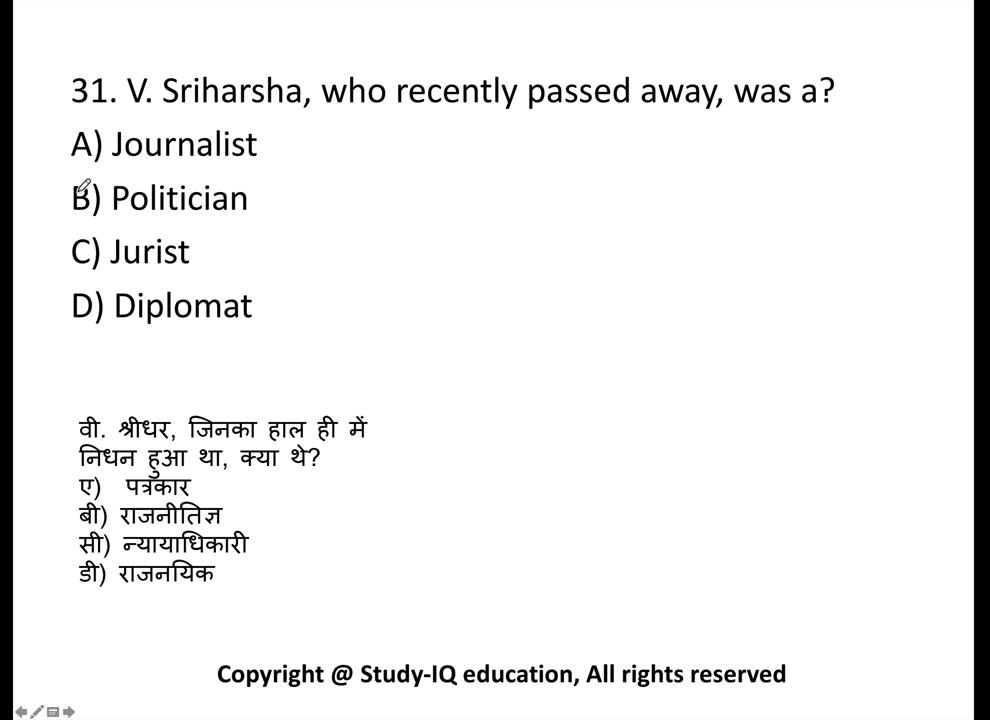 31. V. Sriharsha, who recently passed away, was a?
A) Journalist
B) Politician
C) Jurist
D) Diplomat
वी. श्रीधर, जिनका हाल ही में
निधन हुआ था, क्या थे?
ए) पत्रकार
बी) राजनीतिज्ञ
सी) न्यायाधिकारी
डी) राजनयिक
Copyright @ Study-IQ education, All rights reserved